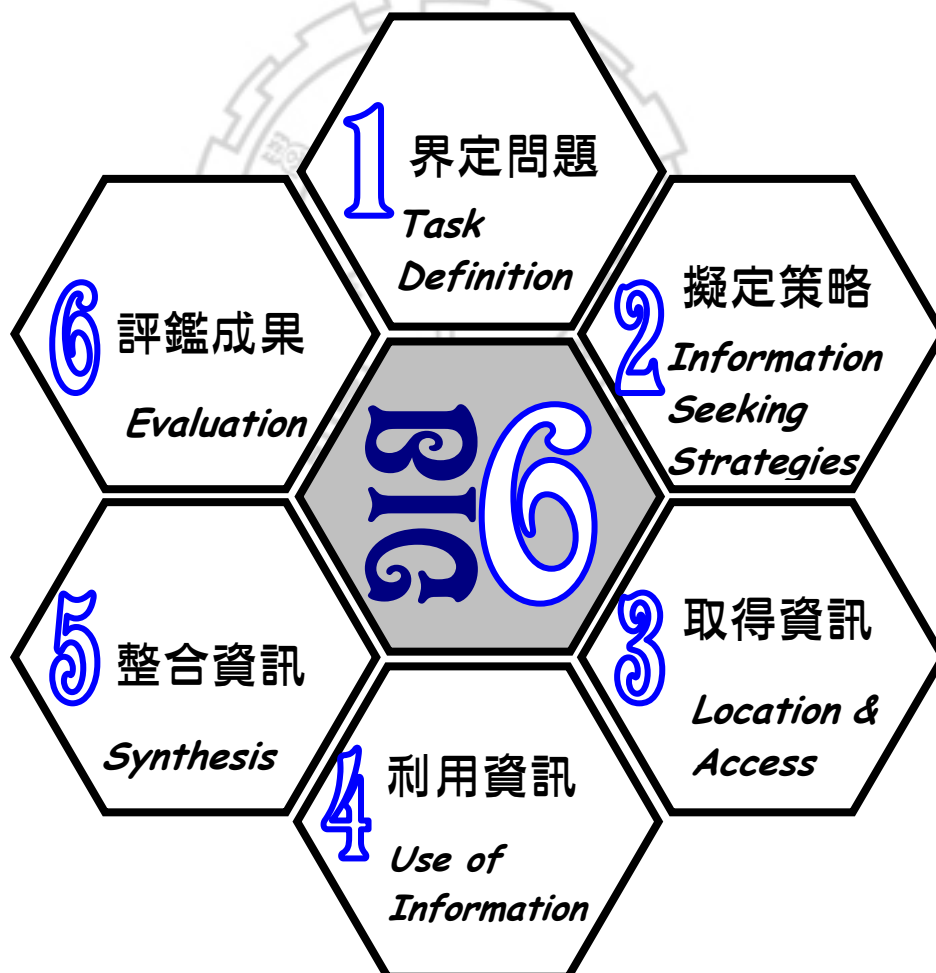 1 界定問題
Task
Definition
2 擬定策略
Information
Seeking
Strategies
3 取得資訊
Location &
Access
4 利用資訊
Use of
Information
5 整合資訊
Synthesis
6 評鑑成果
Evaluation
BIG 6